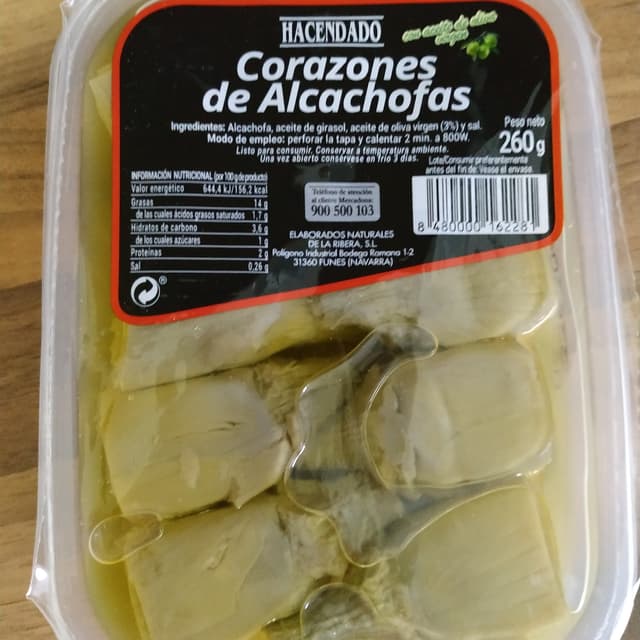 HACENDADO
con aceite de oliva
virgen
Corazones
de Alcachofas
Ingredientes: Alcachofa, aceite de girasol, aceite de oliva virgen (3%) y sal.
Modo de empleo: perforar la tapa y calentar 2 min. a 800W.
Listo para consumir. Conservar a temperatura ambiente.
Una vez abierto consérvese en frío 3 días.
Peso neto
260g
Lote/Consumir preferentemente
antes del fin de: Véase el envase.
INFORMACIÓN NUTRICIONAL (por 100 g de producto)
Valor energético 644,4 kJ/156,2 kcal
Grasas 14 g
de las cuales ácidos grasos saturados 1,7 g
Hidratos de carbono 3,6 g
de los cuales azúcares 1 g
Proteínas 2 g
Sal 0,26 g
Teléfono de atención
al cliente Mercadona:
900 500 103
ELABORADOS NATURALES
DE LA RIBERA, S.L.
Polígono Industrial Bodega Romana 1-2
31360 FUNES (NAVARRA)
8 480000 162281
®